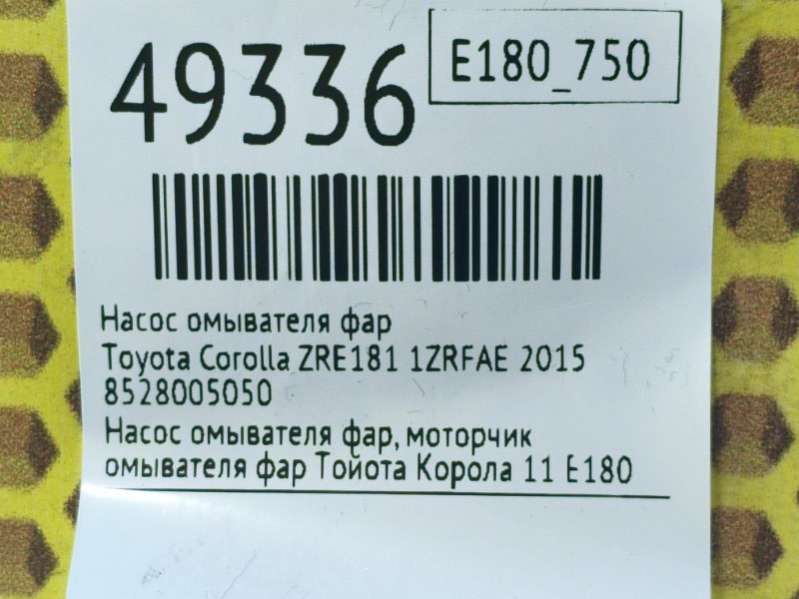 49336
E180_750
Насос омывателя фар
Toyota Corolla ZRE181 1ZRFAE 2015
8528005050
Насос омывателя фар, моторчик
омывателя фар Тойота Корола 11 E180